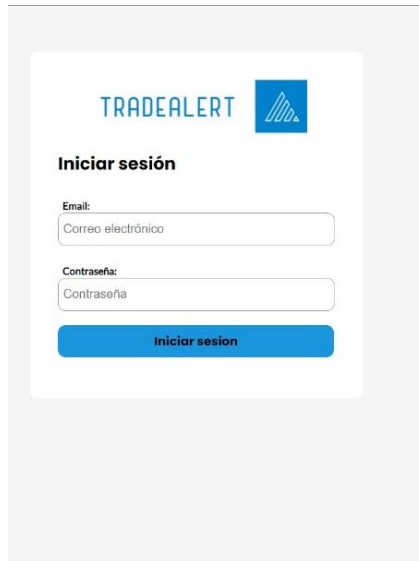 TRADEALERT
Iniciar sesión
Email:
Correo electrónico
Contraseña:
Contraseña
Iniciar sesion